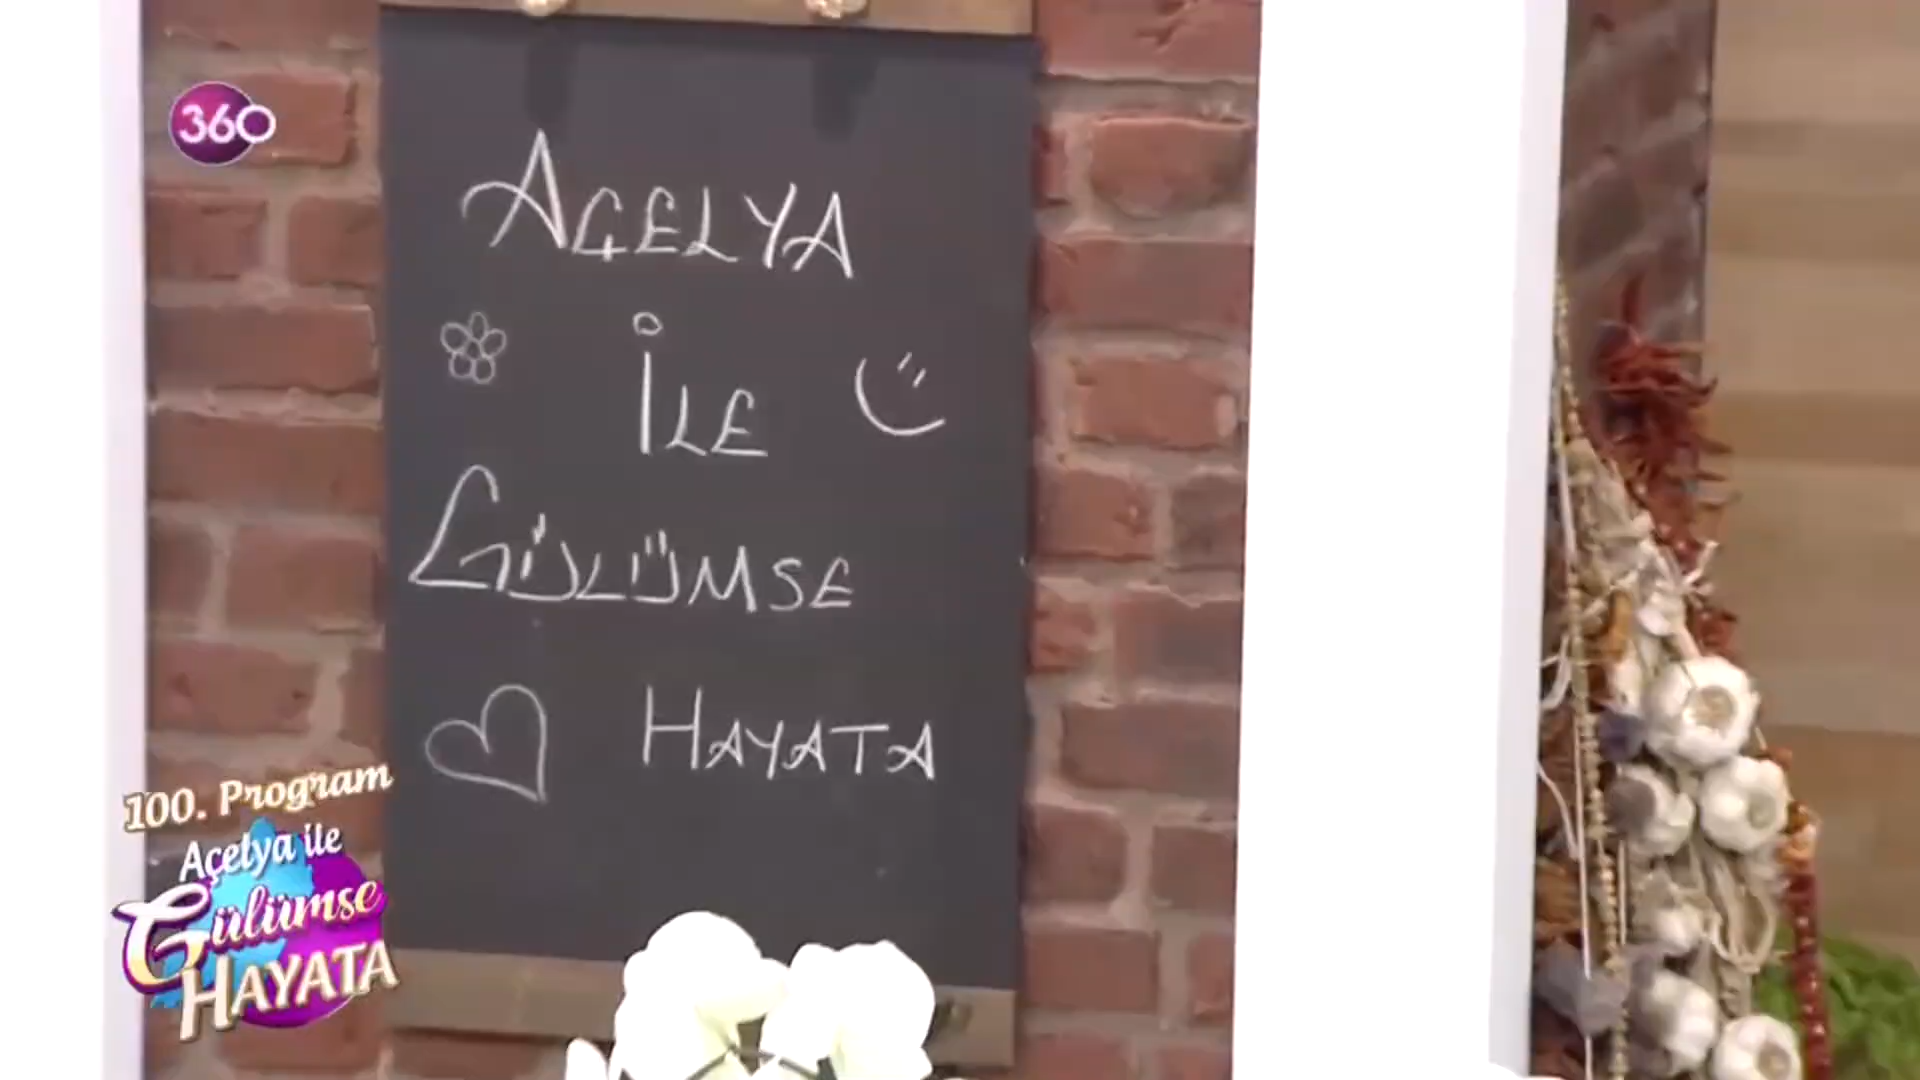 360
AÇELYA
İLE
GÜLÜMSE
HAYATA
100. Program
Açelya ile
Gülümse
HAYATA